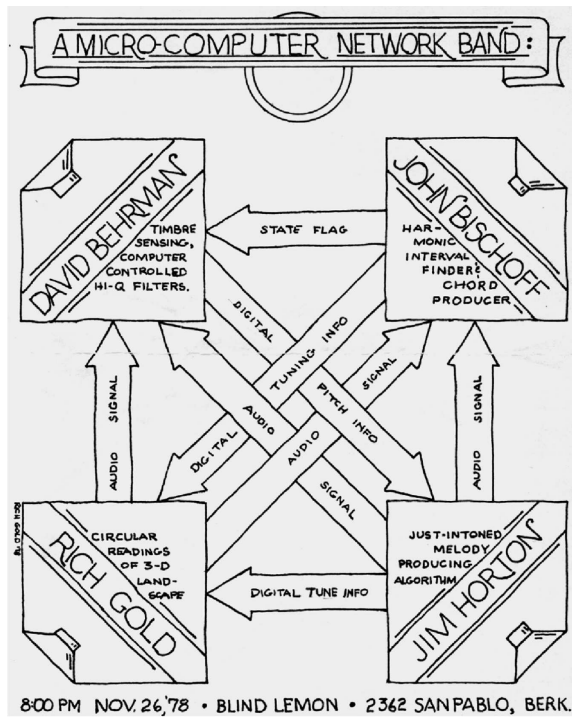 A MICRO-COMPUTER NETWORK BAND:
DAVID BEHRMAN
TIMBRE
SENSING,
COMPUTER
CONTROLLED
HI-Q FILTERS.
STATE FLAG
JOHN BISCHOFF
HAR-
MONIC
INTERVAL
FINDER &
CHORD
PRODUCER
DIGITAL PITCH INFO
DIGITAL TUNING INFO
AUDIO SIGNAL
AUDIO SIGNAL
AUDIO SIGNAL
AUDIO SIGNAL
RICH GOLD '78
RICH GOLD
CIRCULAR
READINGS
OF 3-D
LAND-
SCAPE
DIGITAL TUNE INFO
JIM HORTON
JUST-INTONED
MELODY
PRODUCING
ALGORITHM
8:00 PM NOV. 26,'78 • BLIND LEMON • 2362 SAN PABLO, BERK.